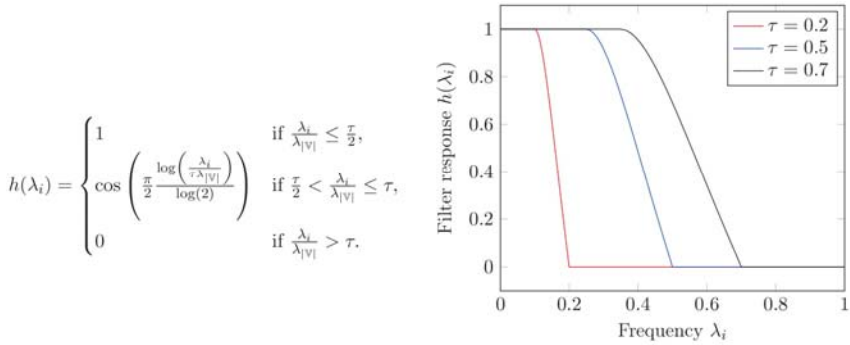 h(λ_i) = { 1 if λ_i/λ_|𝕍| ≤ τ/2,
cos( π/2 log( λ_i/(τ λ_|𝕍|) )/log(2) ) if τ/2 < λ_i/λ_|𝕍| ≤ τ,
0 if λ_i/λ_|𝕍| > τ.
Filter response h(λ_i)
1
0.8
0.6
0.4
0.2
0
0 0.2 0.4 0.6 0.8 1
Frequency λ_i
τ = 0.2
τ = 0.5
τ = 0.7